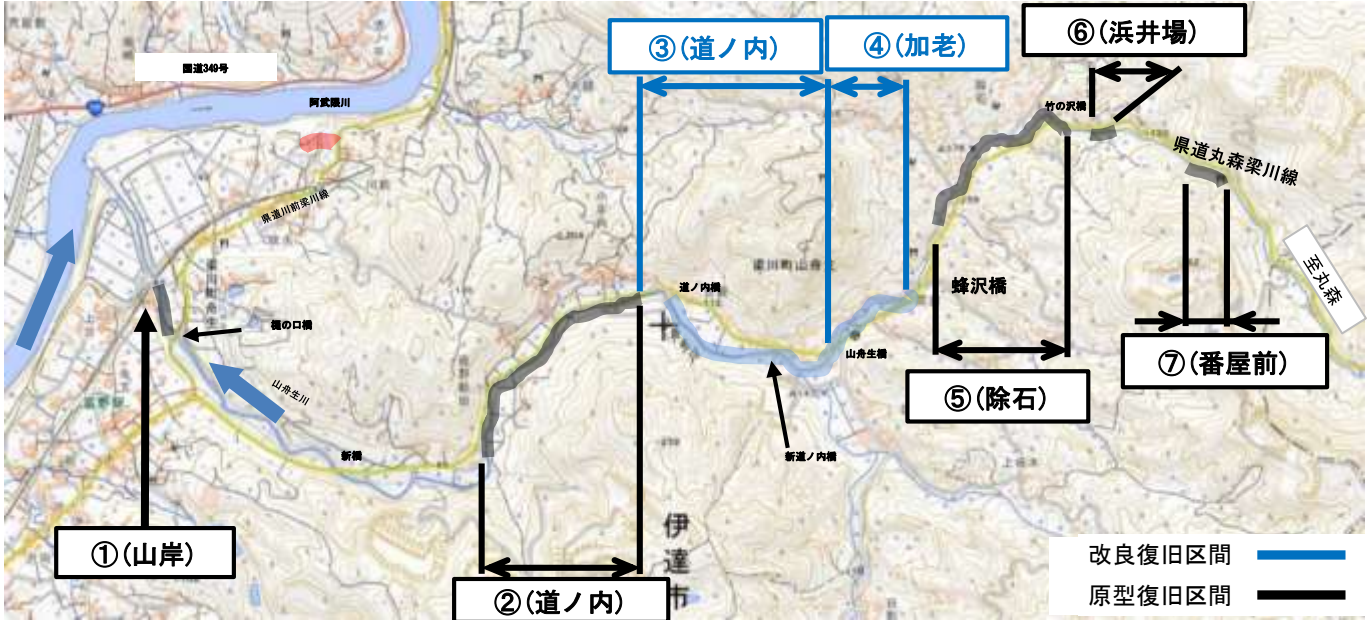 国道349号
阿武隈川
③(道ノ内)
④(加老)
⑥(浜井場)
竹の沢橋
県道丸森梁川線
県道川前梁川線
至丸森
樋の口橋
道ノ内橋
蜂沢橋
山舟生川
山舟生橋
⑦(番屋前)
⑤(除石)
新橋
新道ノ内橋
①(山岸)
伊達市
②(道ノ内)
改良復旧区間
原型復旧区間